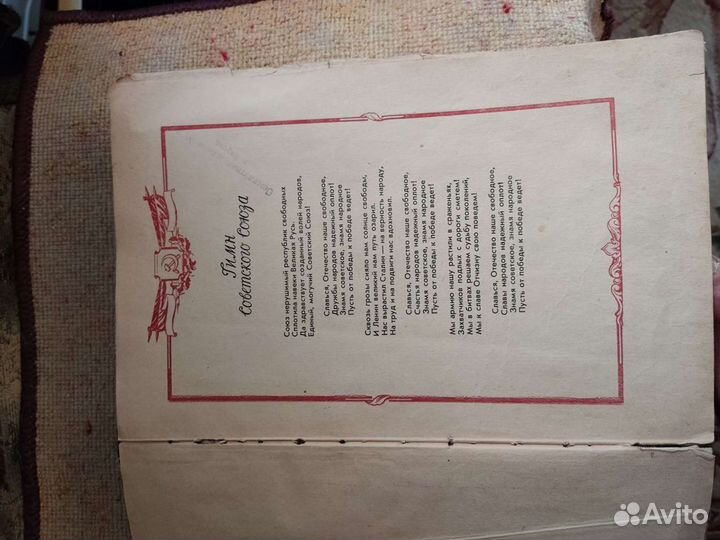 Гимн
Советского Союза
Союз нерушимый республик свободных
Сплотила навеки Великая Русь.
Да здравствует созданный волей народов,
Единый, могучий Советский Союз!
Славься, Отечество наше свободное,
Дружбы народов надежный оплот!
Знамя советское, знамя народное
Пусть от победы к победе ведет!
Сквозь грозы сияло нам солнце свободы,
И Ленин великий нам путь озарил.
Нас вырастил Сталин — на верность народу,
На труд и на подвиги нас вдохновил.
Славься, Отечество наше свободное,
Счастья народов надежный оплот!
Знамя советское, знамя народное
Пусть от победы к победе ведет!
Мы армию нашу растили в сраженьях,
Захватчиков подлых с дороги сметем!
Мы в битвах решаем судьбу поколений,
Мы к славе Отчизну свою поведем!
Славься, Отечество наше свободное,
Славы народов надежный оплот!
Знамя советское, знамя народное
Пусть от победы к победе ведет!
Avito